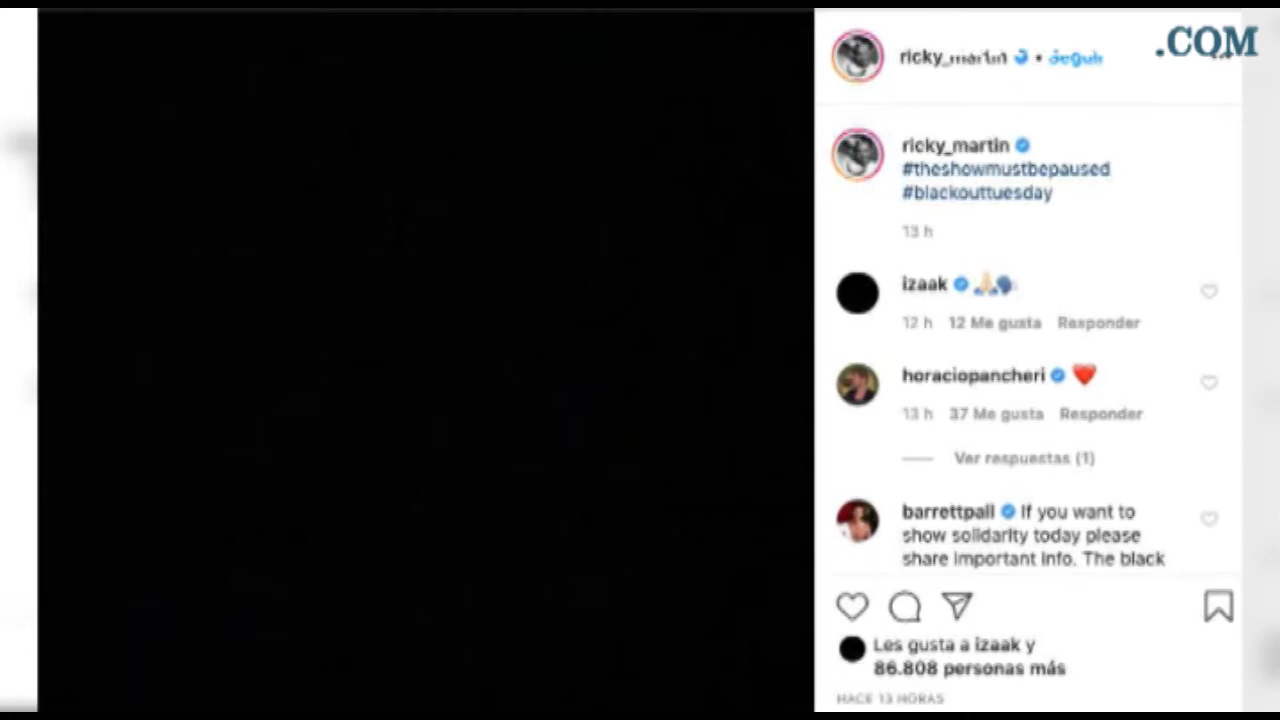 .COM
ricky_martin • Seguir
ricky_martin
#theshowmustbepaused
#blackouttuesday
13 h
izaak
12 h 12 Me gusta Responder
horaciopancheri
13 h 37 Me gusta Responder
Ver respuestas (1)
barrettpall If you want to
show solidarity today please
share important info. The black
Les gusta a izaak y
86.808 personas más
HACE 13 HORAS